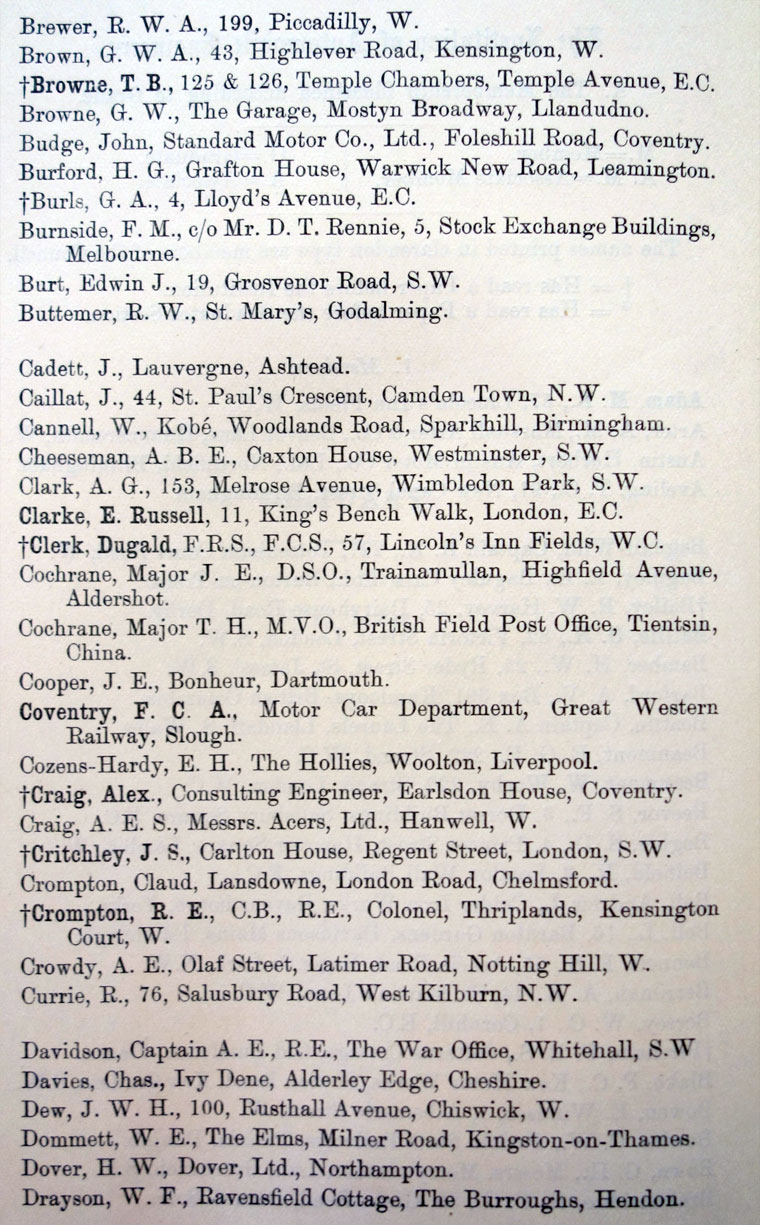 Brewer, R. W. A., 199, Piccadilly, W.
Brown, G. W. A., 43, Highlever Road, Kensington, W.
†Browne, T. B., 125 & 126, Temple Chambers, Temple Avenue, E.C.
Browne, G. W., The Garage, Mostyn Broadway, Llandudno.
Budge, John, Standard Motor Co., Ltd., Foleshill Road, Coventry.
Burford, H. G., Grafton House, Warwick New Road, Leamington.
†Burls, G. A., 4, Lloyd's Avenue, E.C.
Burnside, F. M., c/o Mr. D. T. Rennie, 5, Stock Exchange Buildings,
Melbourne.
Burt, Edwin J., 19, Grosvenor Road, S.W.
Buttemer, R. W., St. Mary's, Godalming.
Cadett, J., Lauvergne, Ashtead.
Caillat, J., 44, St. Paul's Crescent, Camden Town, N.W.
Cannell, W., Kobé, Woodlands Road, Sparkhill, Birmingham.
Cheeseman, A. B. E., Caxton House, Westminster, S.W.
Clark, A. G., 153, Melrose Avenue, Wimbledon Park, S.W.
Clarke, E. Russell, 11, King's Bench Walk, London, E.C.
†Clerk, Dugald, F.R.S., F.C.S., 57, Lincoln's Inn Fields, W.C.
Cochrane, Major J. E., D.S.O., Trainamullan, Highfield Avenue,
Aldershot.
Cochrane, Major T. H., M.V.O., British Field Post Office, Tientsin,
China.
Cooper, J. E., Bonheur, Dartmouth.
Coventry, F. C. A., Motor Car Department, Great Western
Railway, Slough.
Cozens-Hardy, E. H., The Hollies, Woolton, Liverpool.
†Craig, Alex., Consulting Engineer, Earlsdon House, Coventry.
Craig, A. E. S., Messrs. Acers, Ltd., Hanwell, W.
†Critchley, J. S., Carlton House, Regent Street, London, S.W.
Crompton, Claud, Lansdowne, London Road, Chelmsford.
†Crompton, R. E., C.B., R.E., Colonel, Thriplands, Kensington
Court, W.
Crowdy, A. E., Olaf Street, Latimer Road, Notting Hill, W.
Currie, R., 76, Salusbury Road, West Kilburn, N.W.
Davidson, Captain A. E., R.E., The War Office, Whitehall, S.W
Davies, Chas., Ivy Dene, Alderley Edge, Cheshire.
Dew, J. W. H., 100, Rusthall Avenue, Chiswick, W.
Dommett, W. E., The Elms, Milner Road, Kingston-on-Thames.
Dover, H. W., Dover, Ltd., Northampton.
Drayson, W. F., Ravensfield Cottage, The Burroughs, Hendon.